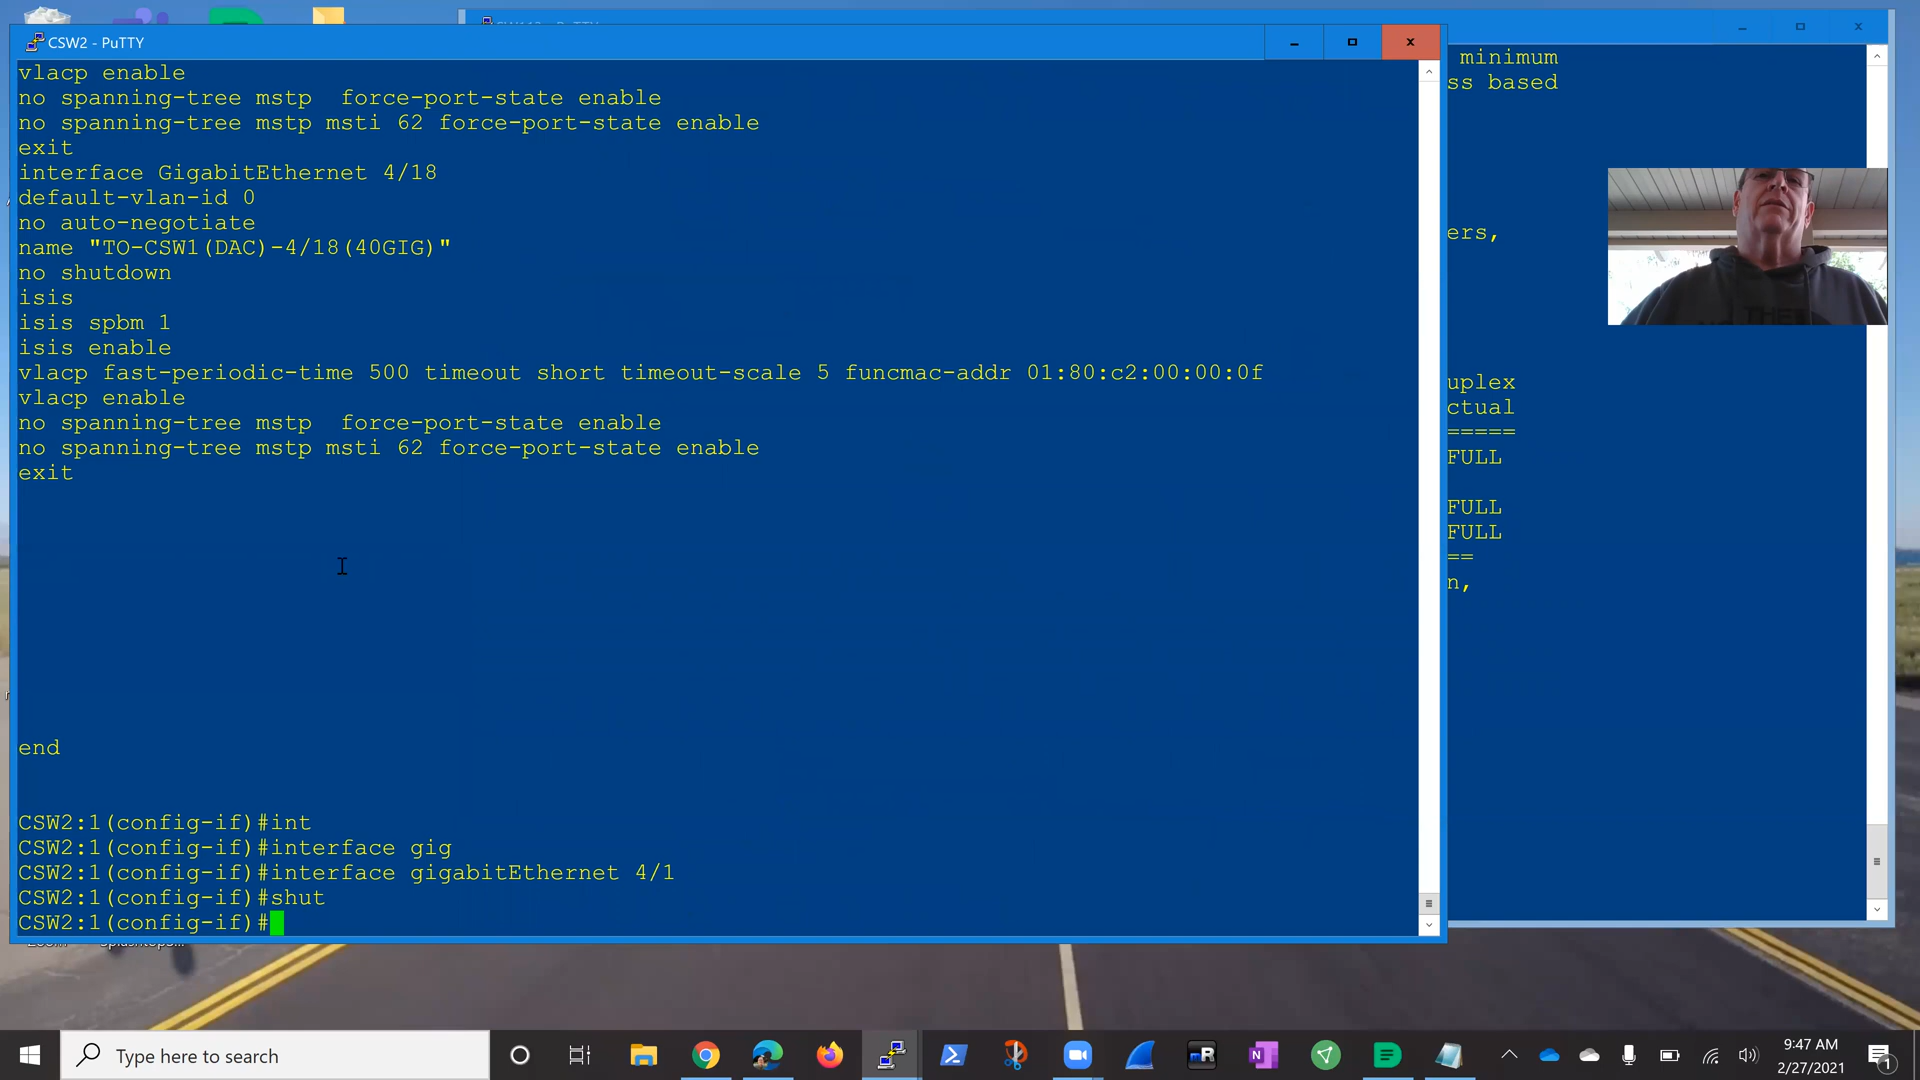 CSW2 - PuTTY
vlacp enable
no spanning-tree mstp  force-port-state enable
no spanning-tree mstp msti 62 force-port-state enable
exit
interface GigabitEthernet 4/18
default-vlan-id 0
no auto-negotiate
name "TO-CSW1(DAC)-4/18(40GIG)"
no shutdown
isis
isis spbm 1
isis enable
vlacp fast-periodic-time 500 timeout short timeout-scale 5 funcmac-addr 01:80:c2:00:00:0f
vlacp enable
no spanning-tree mstp  force-port-state enable
no spanning-tree mstp msti 62 force-port-state enable
exit
end
CSW2:1(config-if)#int
CSW2:1(config-if)#interface gig
CSW2:1(config-if)#interface gigabitEthernet 4/1
CSW2:1(config-if)#shut
CSW2:1(config-if)#
minimum
ss based
ers,
uplex
ctual
=====
FULL
FULL
FULL
==
n,
Type here to search
9:47 AM
2/27/2021